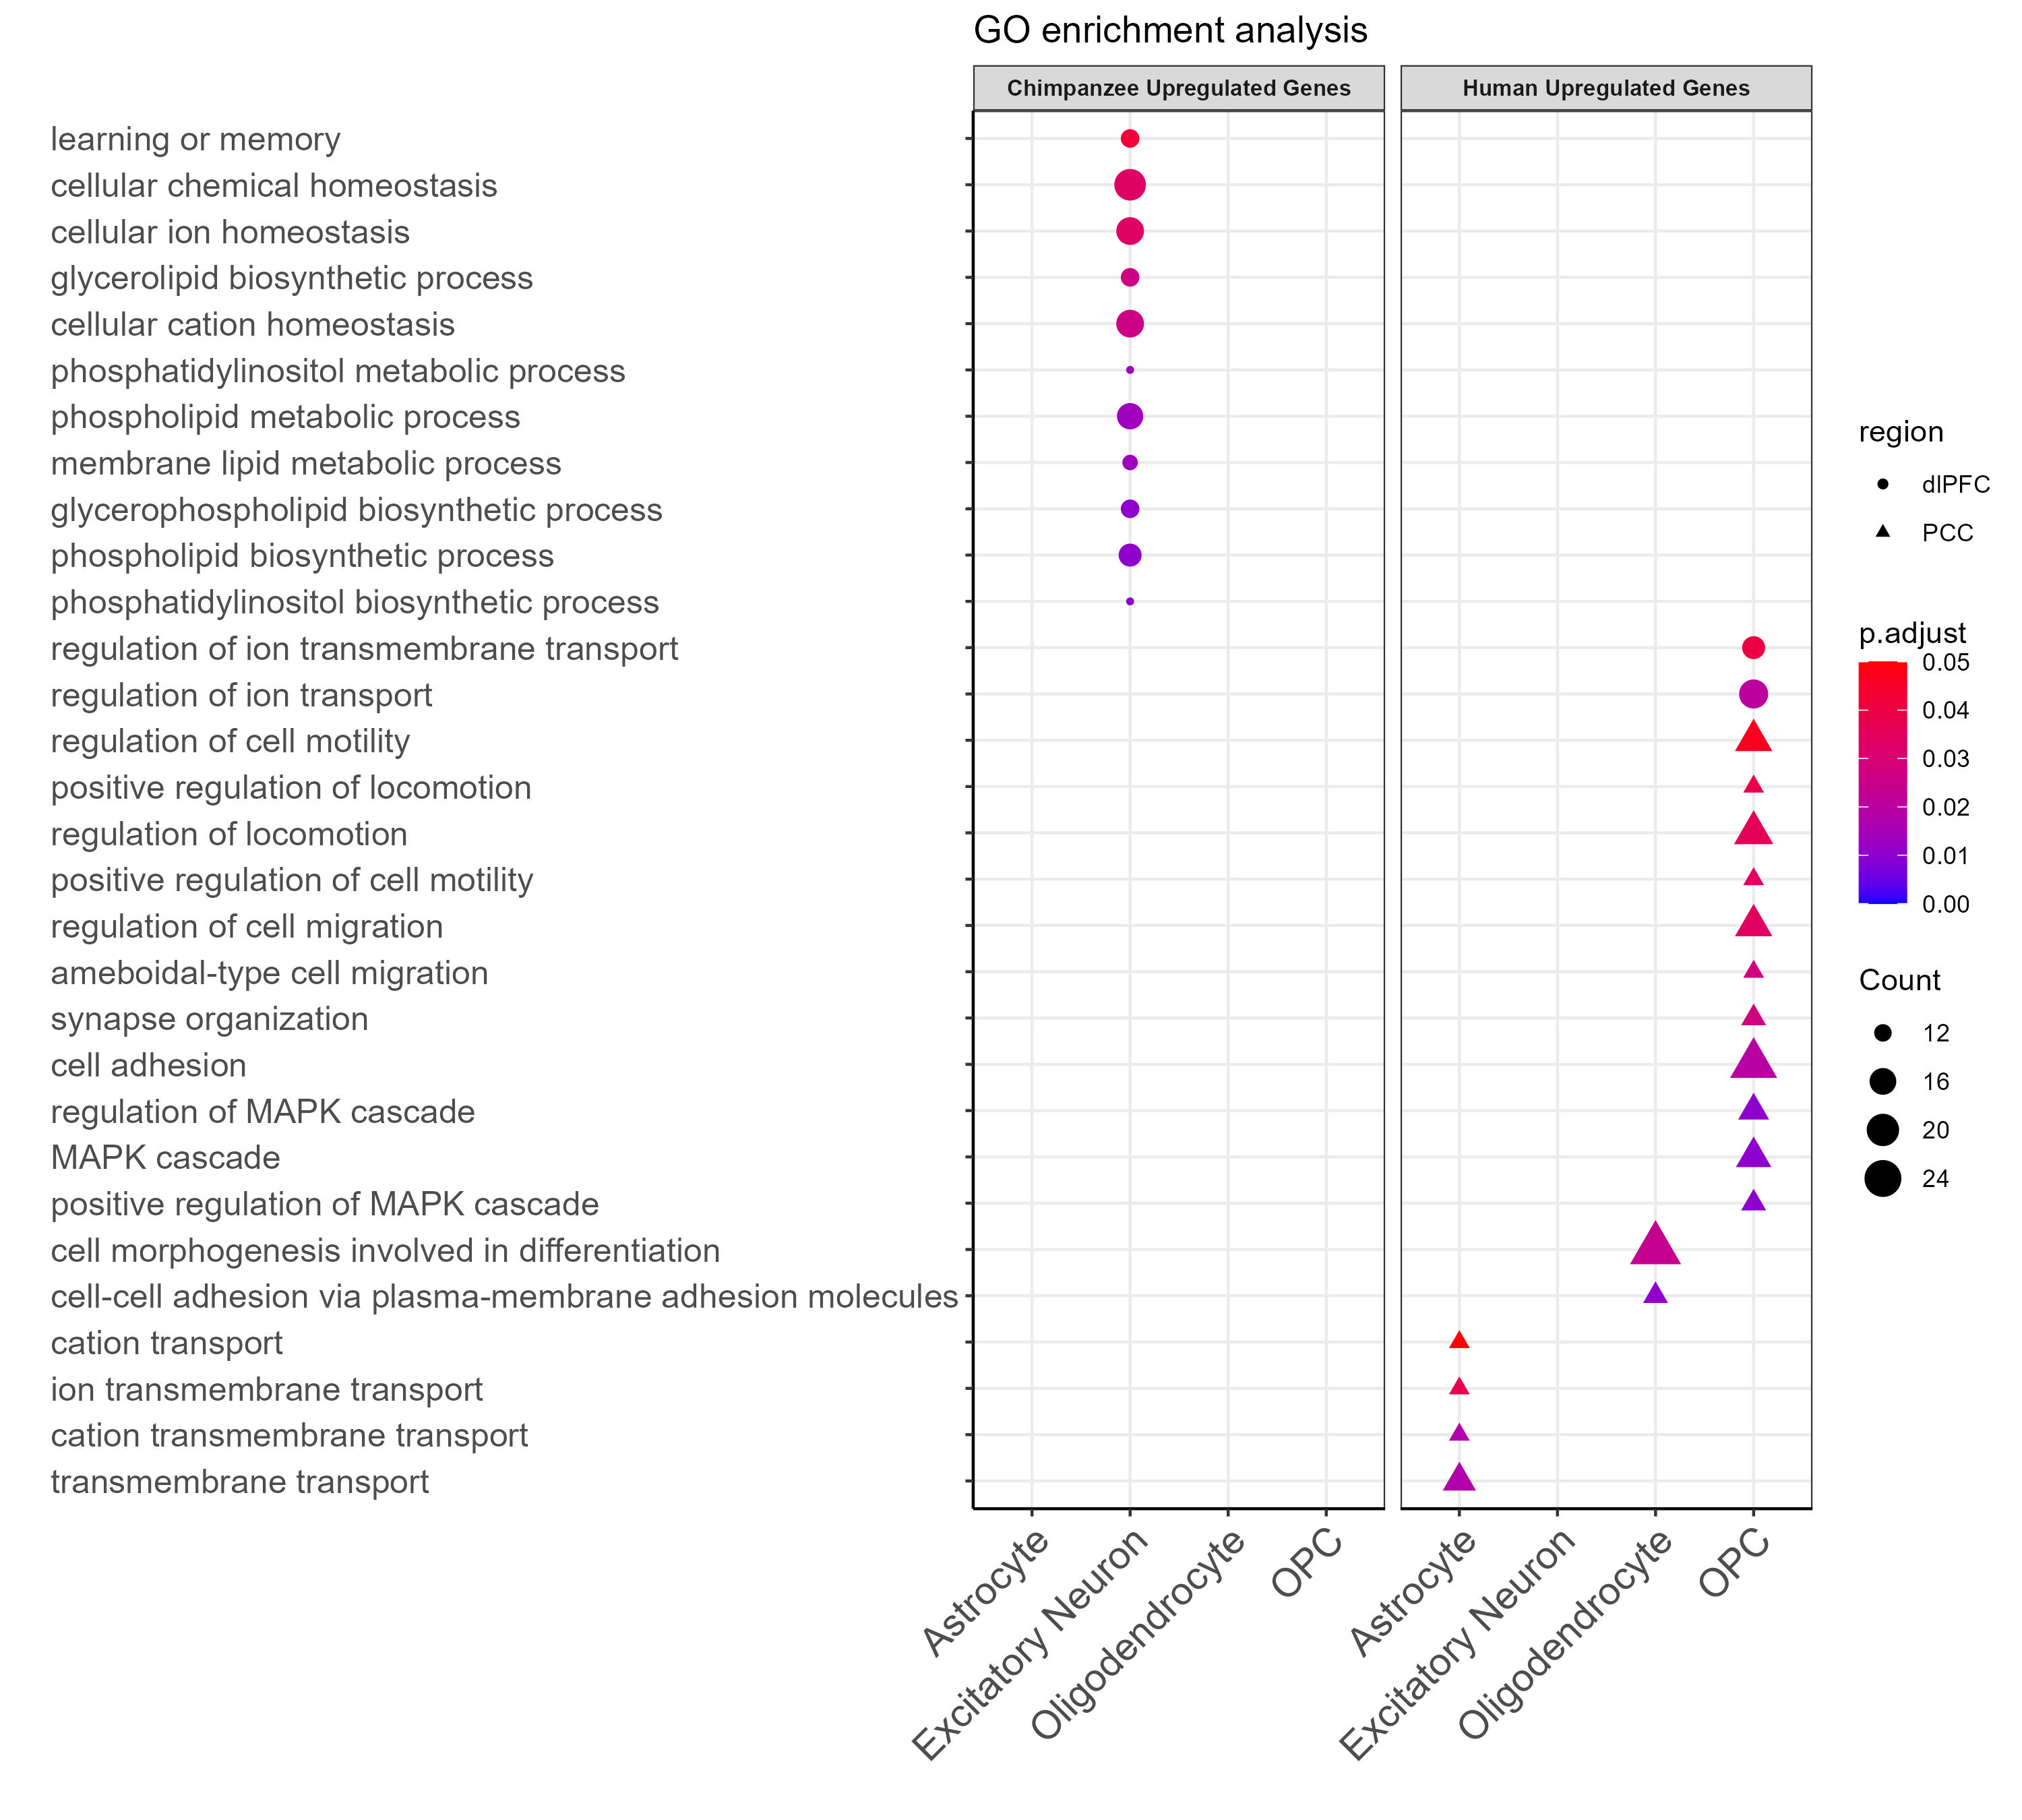 GO enrichment analysis
Chimpanzee Upregulated Genes
Human Upregulated Genes
learning or memory
cellular chemical homeostasis
cellular ion homeostasis
glycerolipid biosynthetic process
cellular cation homeostasis
phosphatidylinositol metabolic process
phospholipid metabolic process
membrane lipid metabolic process
glycerophospholipid biosynthetic process
phospholipid biosynthetic process
phosphatidylinositol biosynthetic process
regulation of ion transmembrane transport
regulation of ion transport
regulation of cell motility
positive regulation of locomotion
regulation of locomotion
positive regulation of cell motility
regulation of cell migration
ameboidal-type cell migration
synapse organization
cell adhesion
regulation of MAPK cascade
MAPK cascade
positive regulation of MAPK cascade
cell morphogenesis involved in differentiation
cell-cell adhesion via plasma-membrane adhesion molecules
cation transport
ion transmembrane transport
cation transmembrane transport
transmembrane transport
Astrocyte
Excitatory Neuron
Oligodendrocyte
OPC
Astrocyte
Excitatory Neuron
Oligodendrocyte
OPC
region
dlPFC
PCC
p.adjust
0.05
0.04
0.03
0.02
0.01
0.00
Count
12
16
20
24